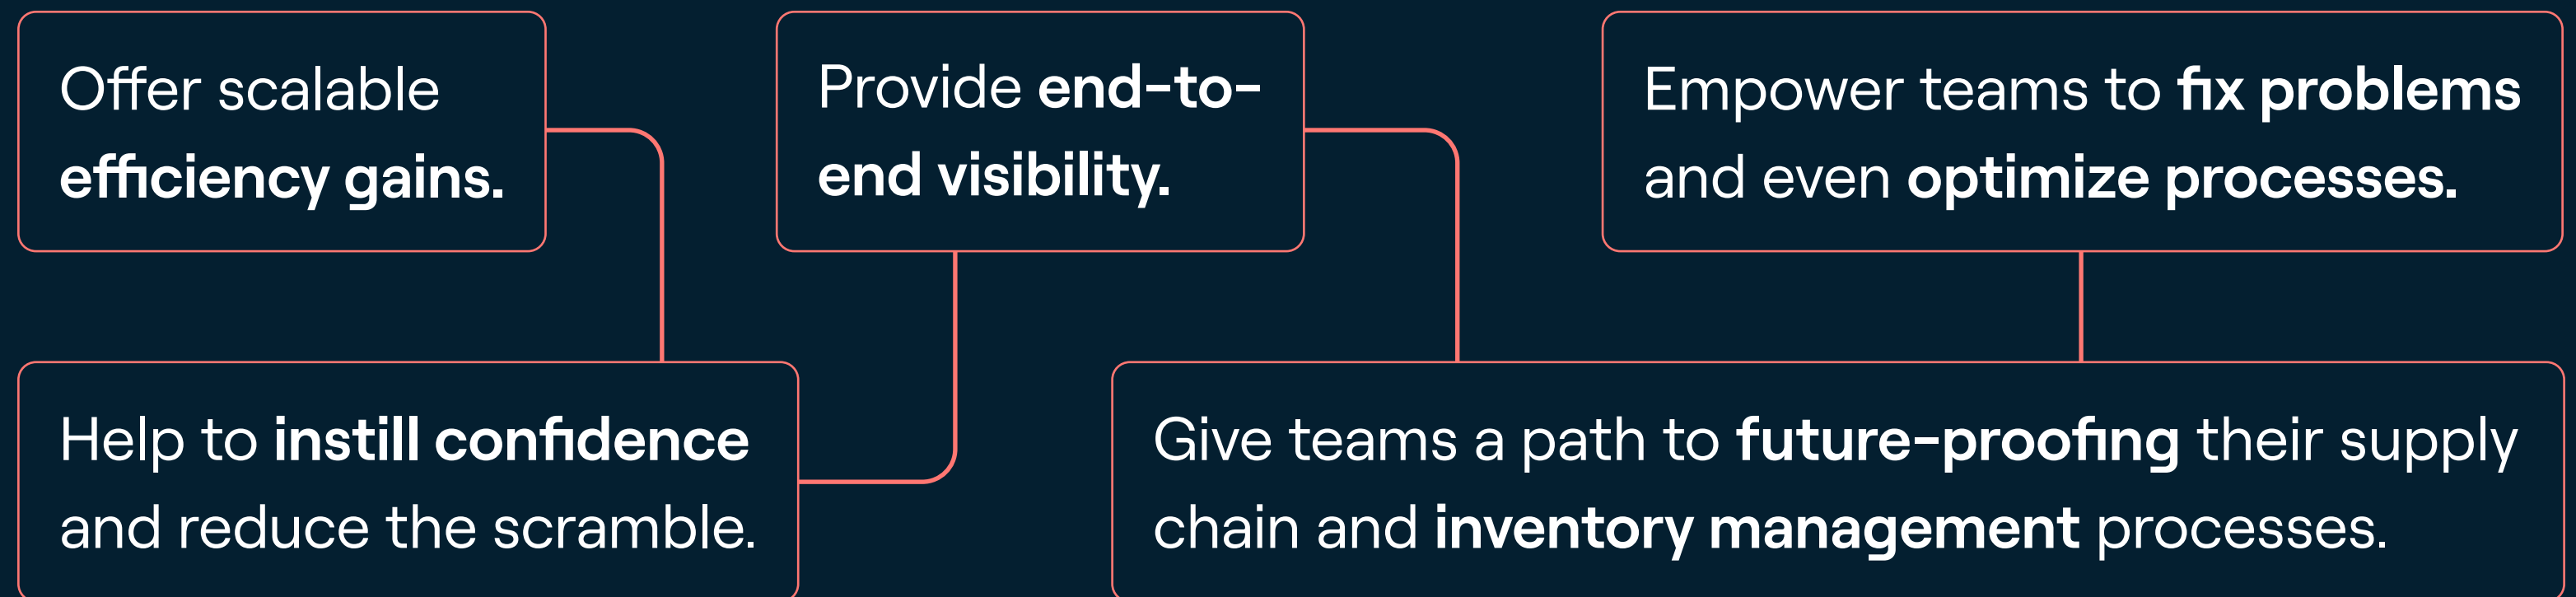 Offer scalable
efficiency gains.
Provide end-to-
end visibility.
Empower teams to fix problems
and even optimize processes.
Help to instill confidence
and reduce the scramble.
Give teams a path to future-proofing their supply
chain and inventory management processes.